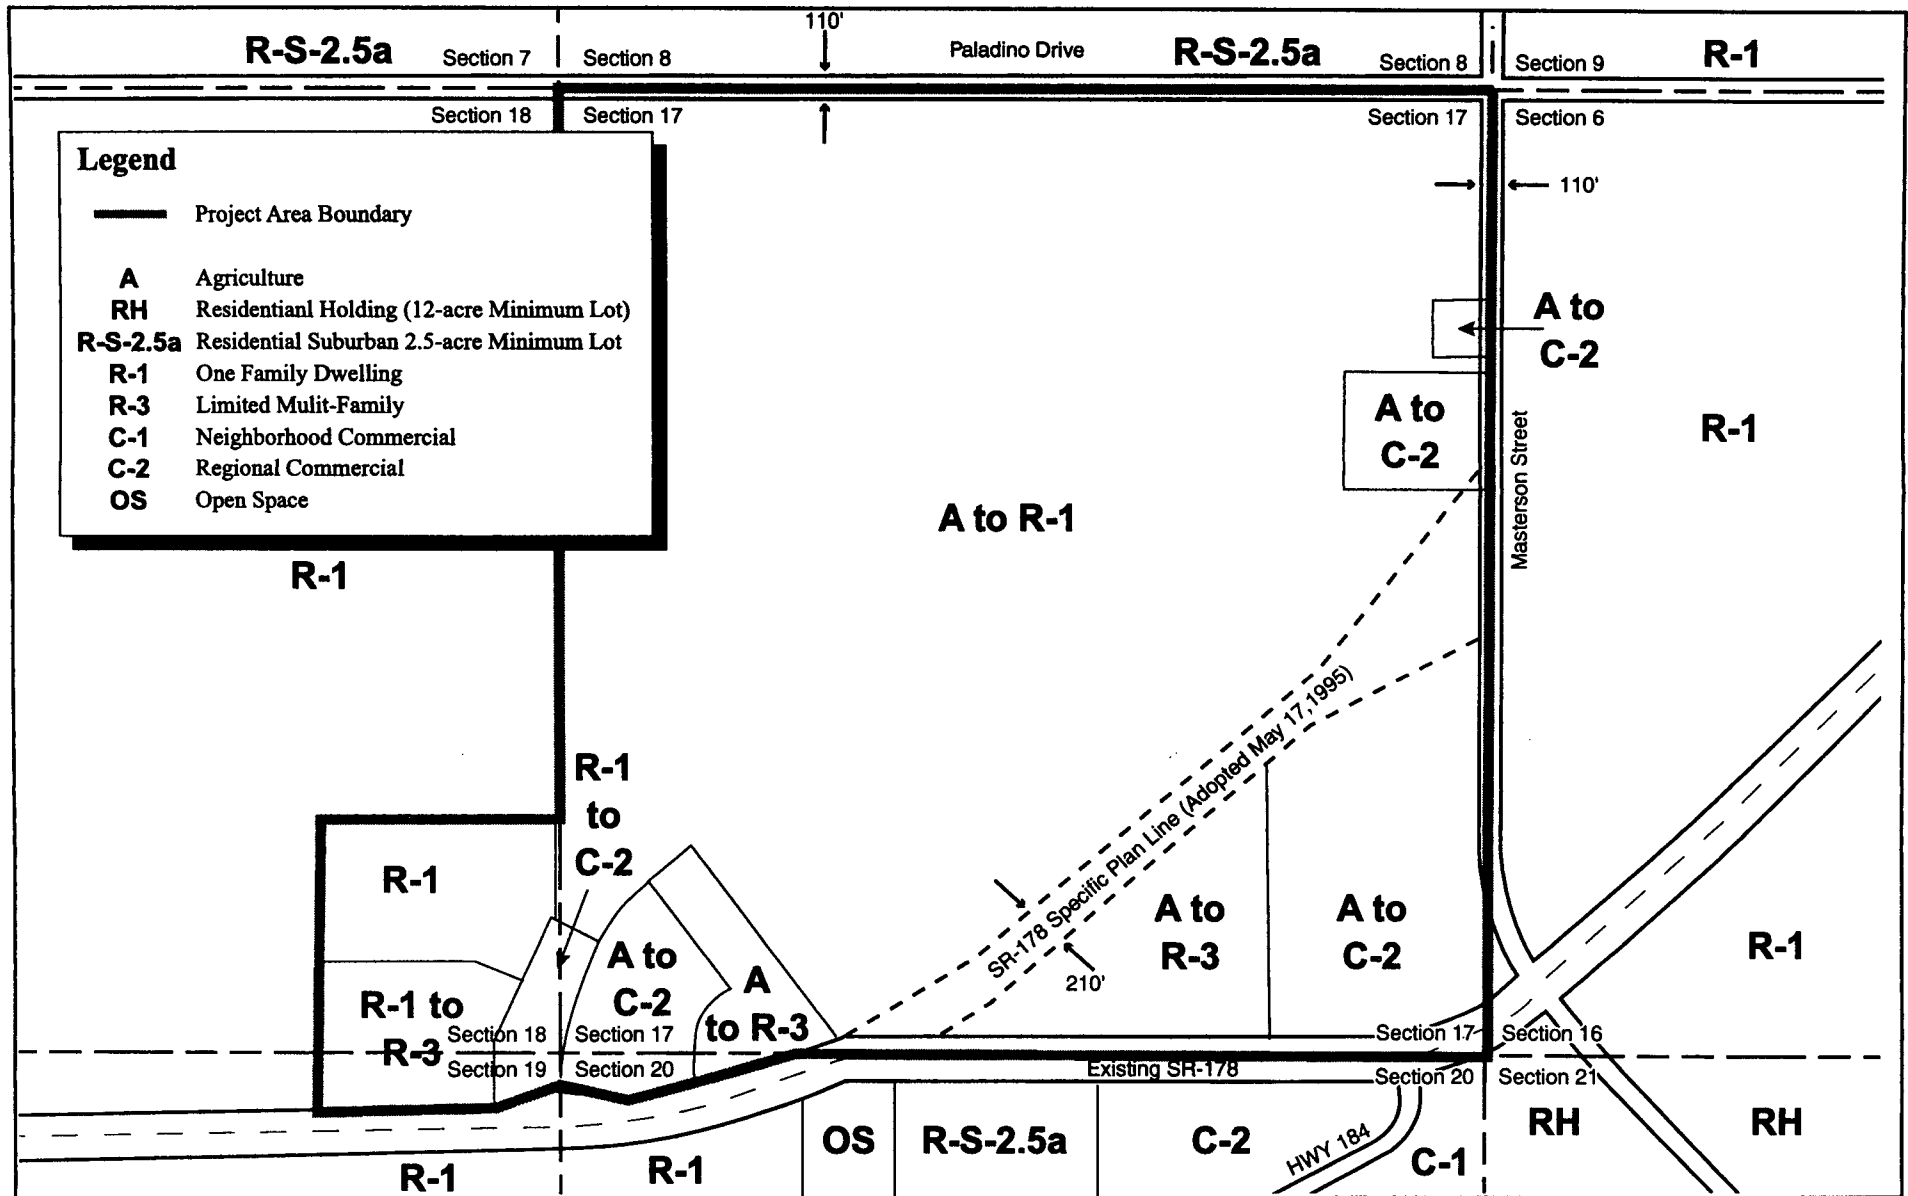 110'
R-S-2.5a
Section 7
Section 8
Paladino Drive
R-S-2.5a
Section 8
Section 9
R-1
Section 18
Section 17
Section 17
Section 6
Legend
Project Area Boundary
A Agriculture
RH Residentianl Holding (12-acre Minimum Lot)
R-S-2.5a Residential Suburban 2.5-acre Minimum Lot
R-1 One Family Dwelling
R-3 Limited Mulit-Family
C-1 Neighborhood Commercial
C-2 Regional Commercial
OS Open Space
110'
A to
C-2
A to
C-2
Masterson Street
R-1
A to R-1
R-1
SR-178 Specific Plan Line (Adopted May 17,1995)
210'
R-1
to
C-2
R-1
A to
C-2
A
to R-3
A to
R-3
A to
C-2
R-1
R-1 to
R-3
Section 18
Section 17
Section 19
Section 20
Section 17
Section 16
Existing SR-178
Section 20
Section 21
R-1
R-1
OS
R-S-2.5a
C-2
HWY 184
C-1
RH
RH